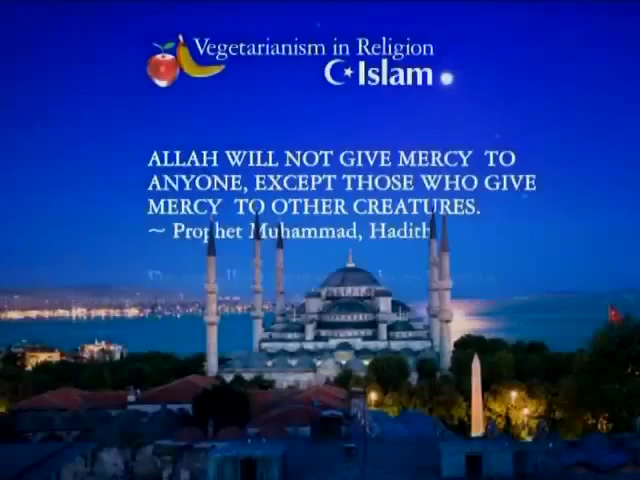 Vegetarianism in Religion
Islam
ALLAH WILL NOT GIVE MERCY TO
ANYONE, EXCEPT THOSE WHO GIVE
MERCY TO OTHER CREATURES.
~ Prophet Muhammad, Hadith